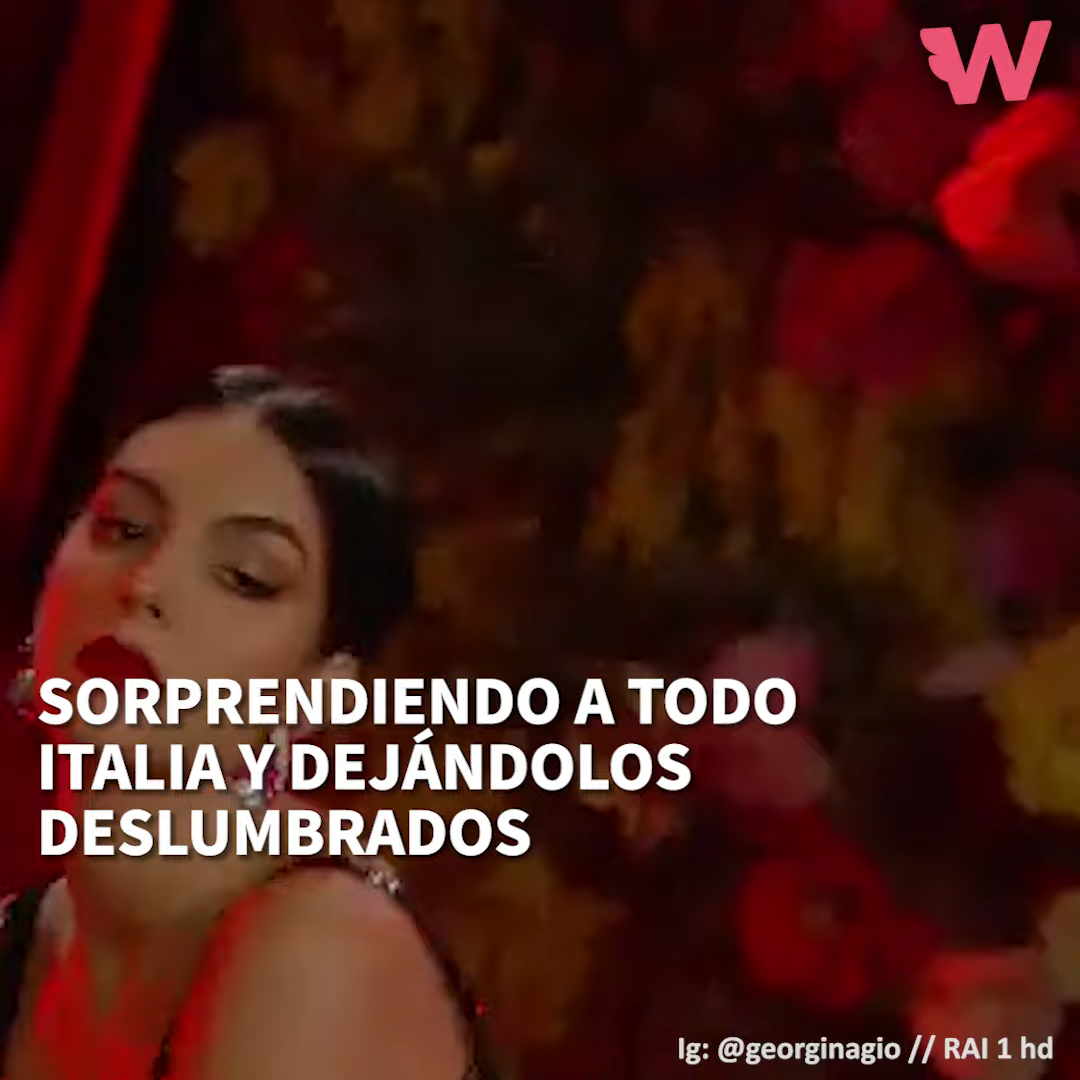 W
SORPRENDIENDO A TODO
ITALIA Y DEJÁNDOLOS
DESLUMBRADOS
Ig: @georginagio // RAI 1 hd